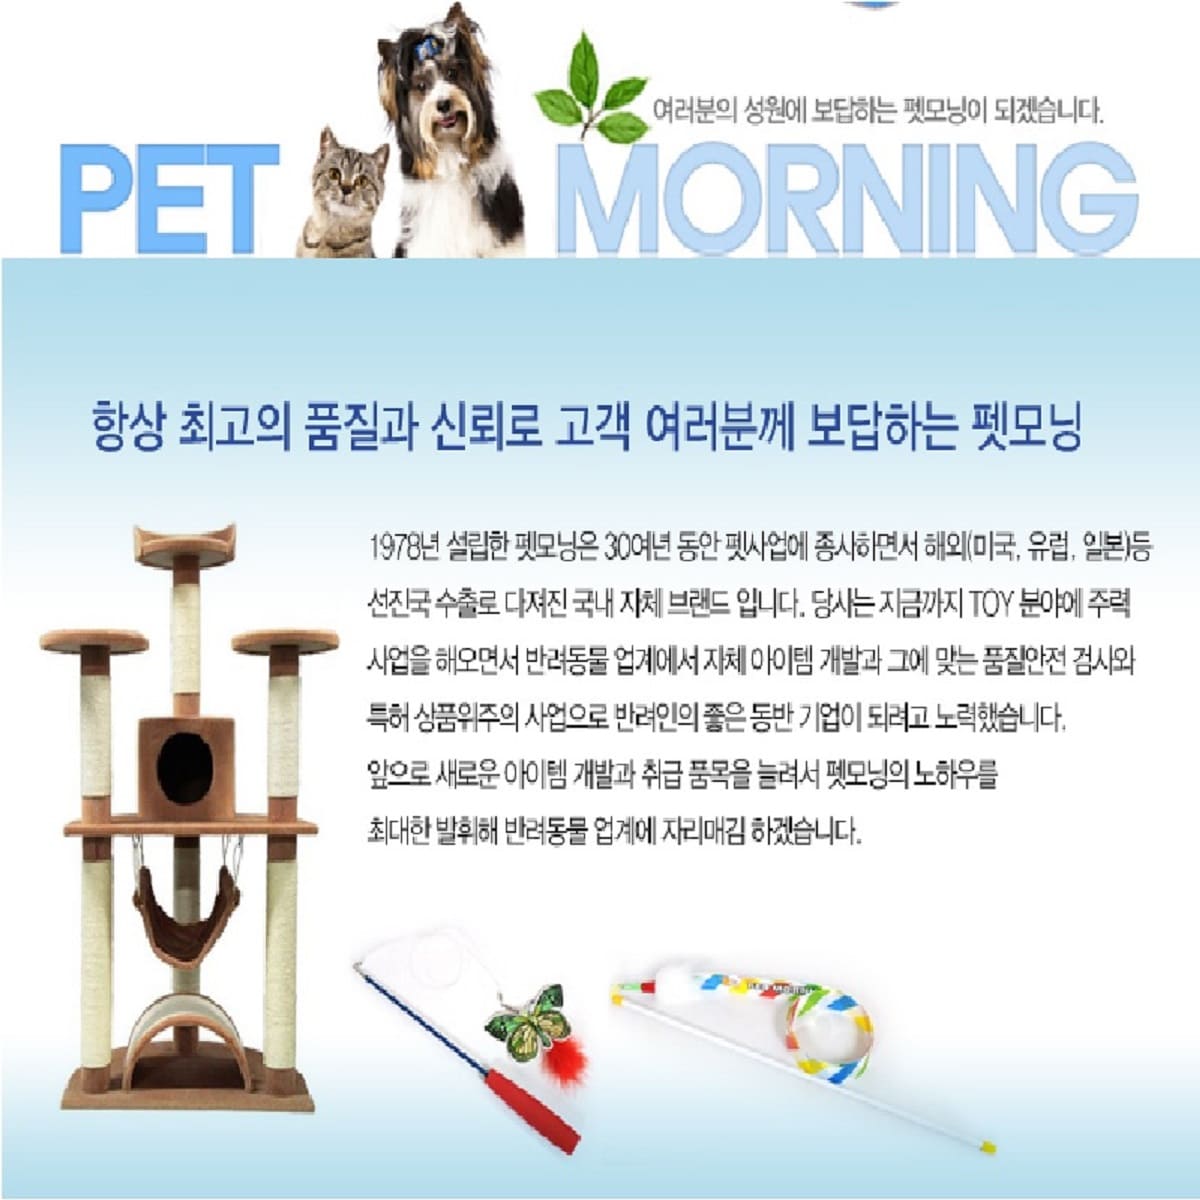 여러분의 성원에 보답하는 펫모닝이 되겠습니다.
PET MORNING
항상 최고의 품질과 신뢰로 고객 여러분께 보답하는 펫모닝
1978년 설립한 펫모닝은 30여년 동안 펫사업에 종사하면서 해외(미국, 유럽, 일본)등
선진국 수출로 다져진 국내 자체 브랜드 입니다. 당사는 지금까지 TOY 분야에 주력
사업을 해오면서 반려동물 업계에서 자체 아이템 개발과 그에 맞는 품질안전 검사와
특허 상품위주의 사업으로 반려인의 좋은 동반 기업이 되려고 노력했습니다.
앞으로 새로운 아이템 개발과 취급 품목을 늘려서 펫모닝의 노하우를
최대한 발휘해 반려동물 업계에 자리매김 하겠습니다.
PET MORNING